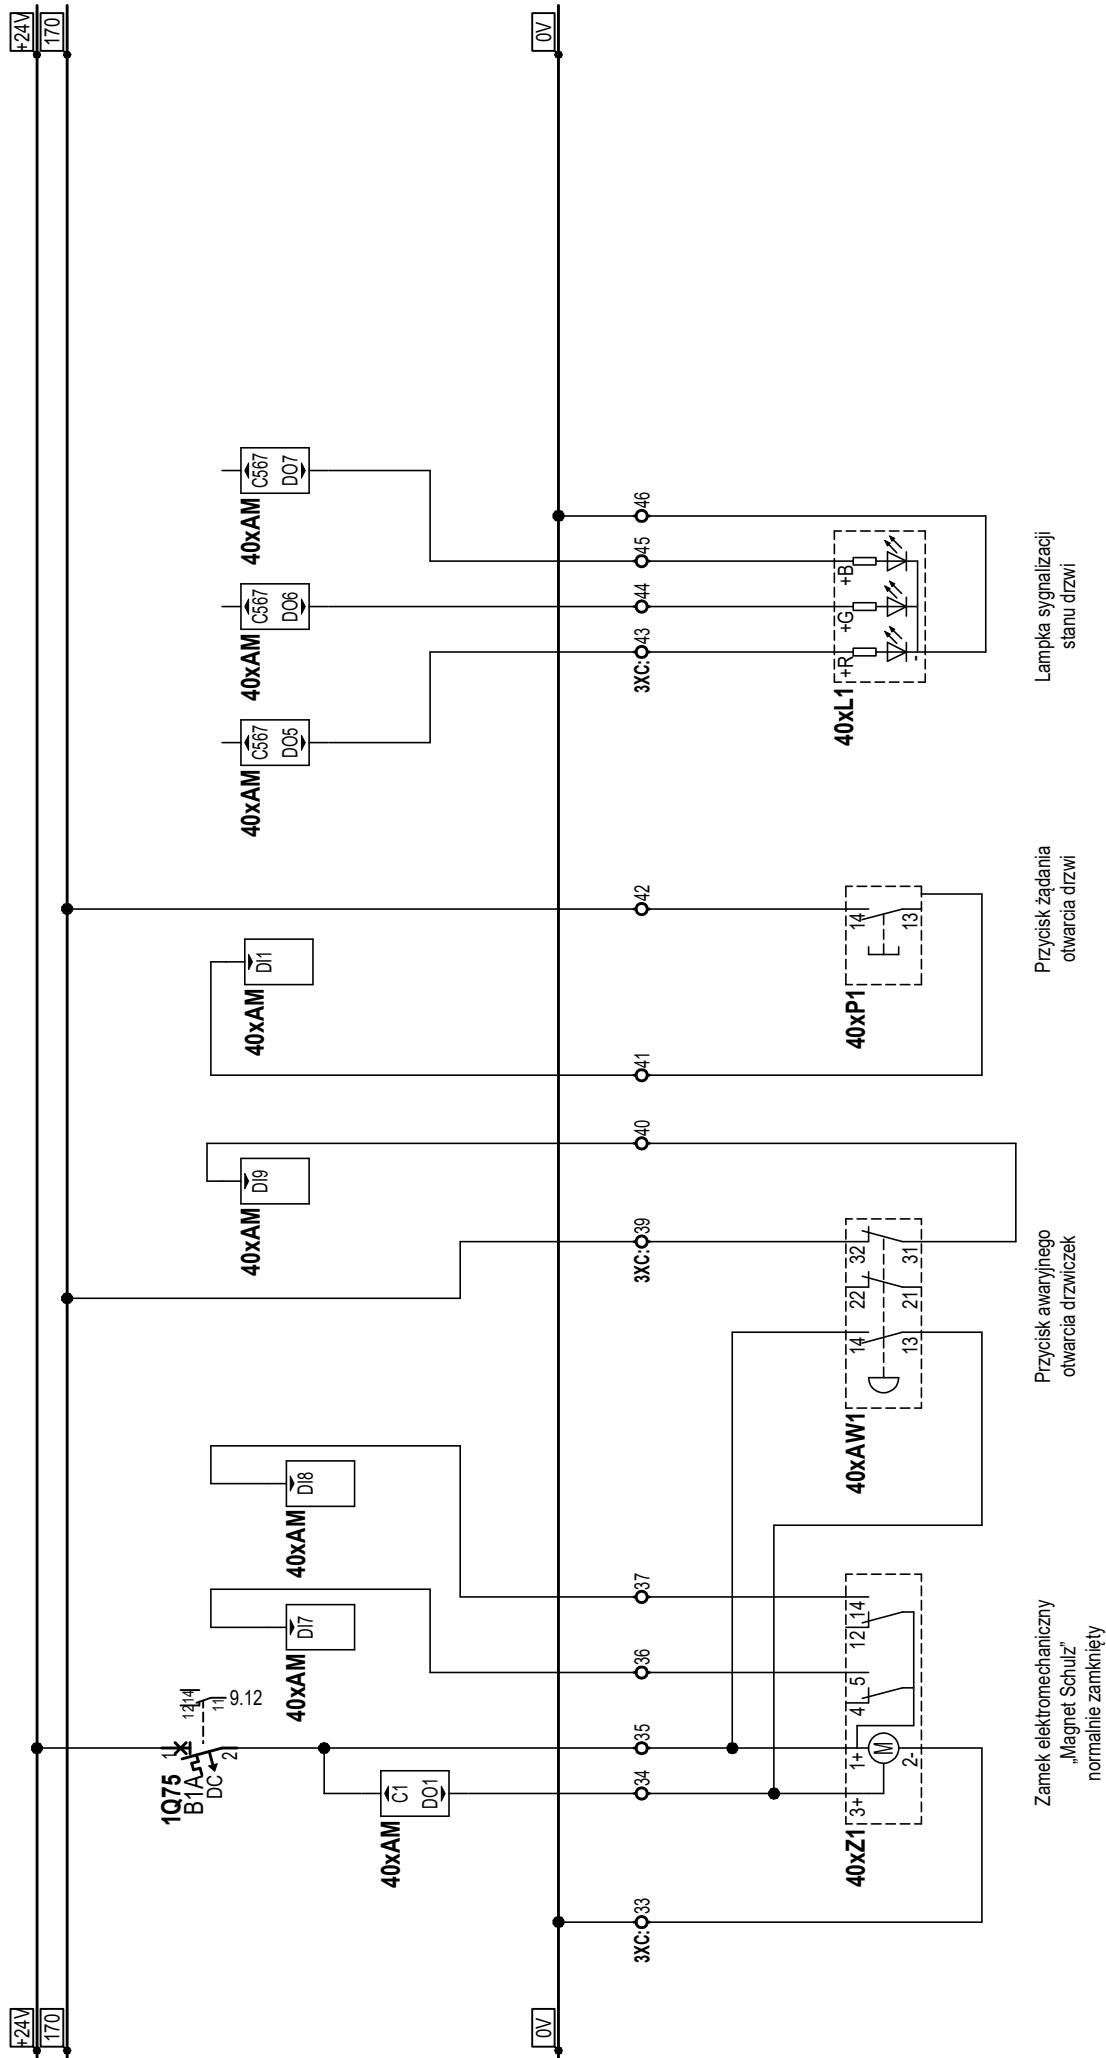 +24V
170
0V
1Q75
B1A
DC
1
2
12
14
11
9.12
40xAM
C1
DO1
40xAM
DI7
40xAM
DI8
40xAM
DI9
40xAM
DI1
40xAM
C567
DO5
40xAM
C567
DO6
40xAM
C567
DO7
+24V
170
0V
3XC:
33
34
35
36
37
3XC:
39
40
41
42
3XC:
43
44
45
46
40xZ1
3+
1+
M
2-
4
5
12
14
40xAW1
14
13
22
21
32
31
40xP1
14
13
40xL1
+R
+G
+B
-
Zamek elektromechaniczny
„Magnet Schulz”
normalnie zamknięty
Przycisk awaryjnego
otwarcia drzwiczek
Przycisk żądania
otwarcia drzwi
Lampka sygnalizacji
stanu drzwi